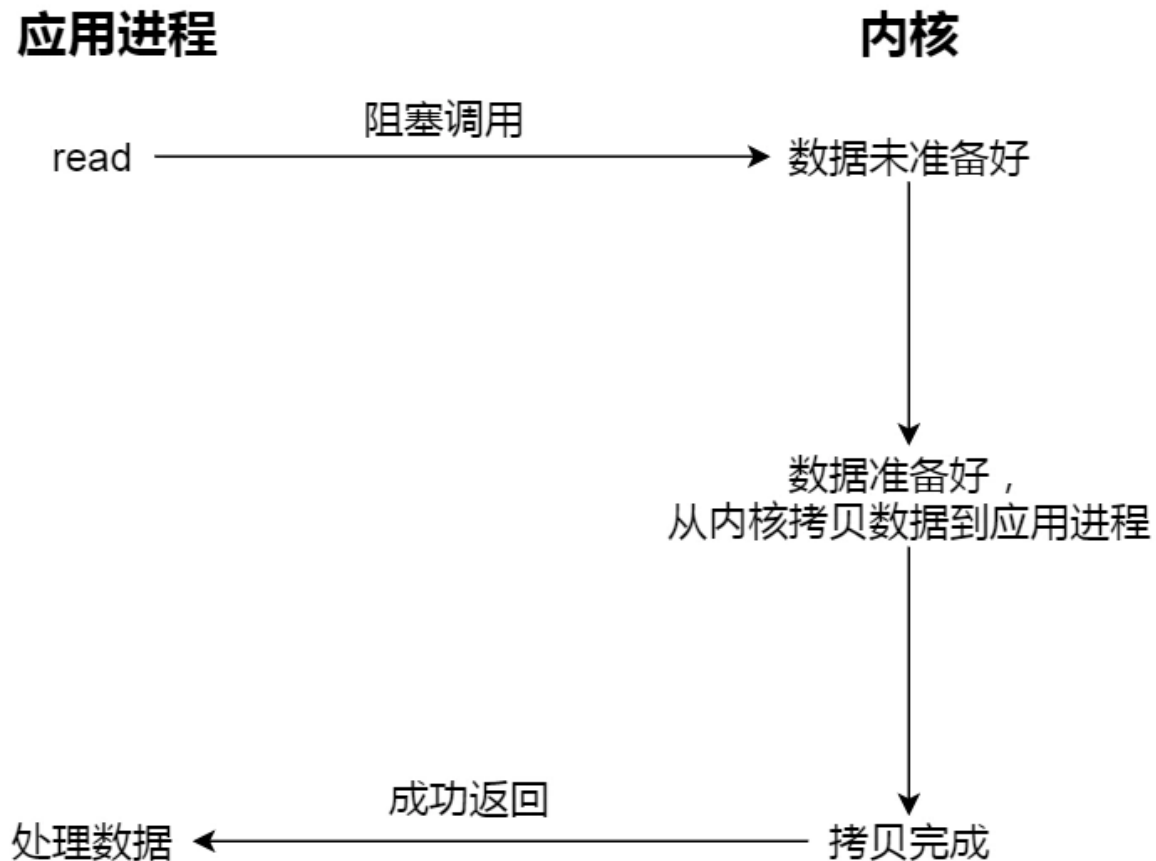 应用进程
内核
阻塞调用
read
数据未准备好
数据准备好，
从内核拷贝数据到应用进程
成功返回
处理数据
拷贝完成